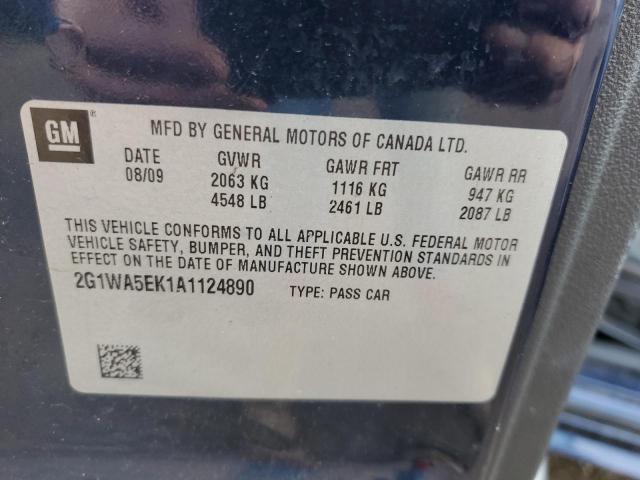 GM ®
MFD BY GENERAL MOTORS OF CANADA LTD.
DATE GVWR GAWR FRT GAWR RR
08/09 2063 KG 1116 KG 947 KG
4548 LB 2461 LB 2087 LB
THIS VEHICLE CONFORMS TO ALL APPLICABLE U.S. FEDERAL MOTOR
VEHICLE SAFETY, BUMPER, AND THEFT PREVENTION STANDARDS IN
EFFECT ON THE DATE OF MANUFACTURE SHOWN ABOVE.
2G1WA5EK1A1124890 TYPE: PASS CAR